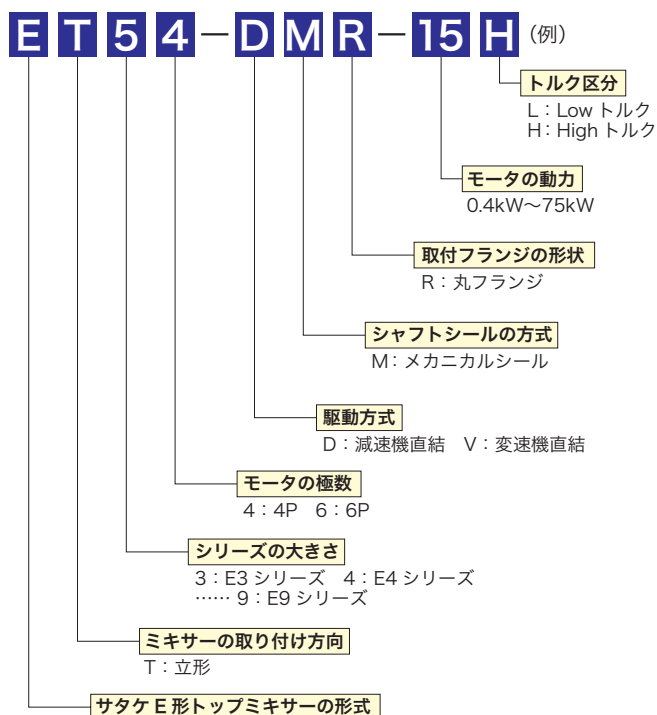 ET54-DMR-15H (例)
トルク区分
L：Low トルク
H：High トルク
モータの動力
0.4kW〜75kW
取付フランジの形状
R：丸フランジ
シャフトシールの方式
M：メカニカルシール
駆動方式
D：減速機直結　V：変速機直結
モータの極数
4：4P　6：6P
シリーズの大きさ
3：E3 シリーズ　4：E4 シリーズ
…… 9：E9 シリーズ
ミキサーの取り付け方向
T：立形
サタケ E 形トップミキサーの形式